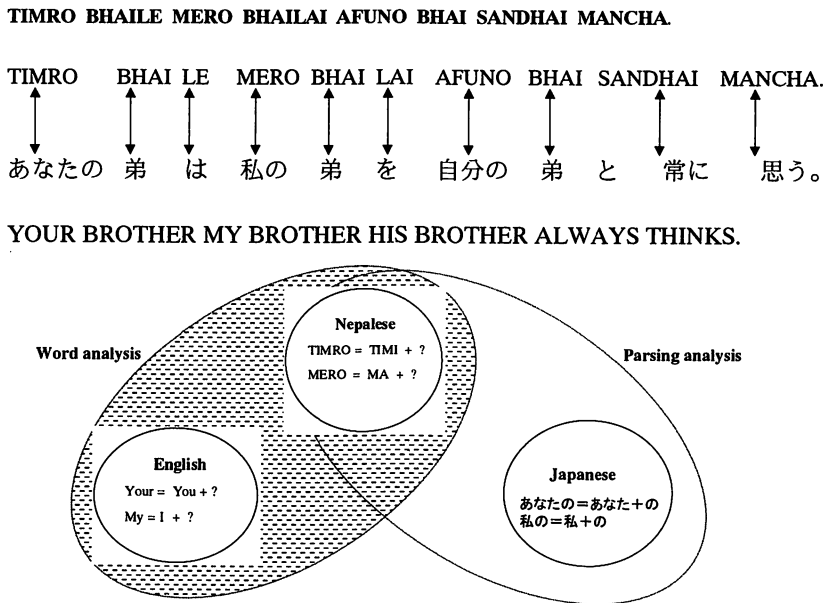 TIMRO BHAILE MERO BHAILAI AFUNO BHAI SANDHAI MANCHA.
TIMRO BHAI LE MERO BHAI LAI AFUNO BHAI SANDHAI MANCHA.
あなたの 弟 は 私の 弟 を 自分の 弟 と 常に 思う。
YOUR BROTHER MY BROTHER HIS BROTHER ALWAYS THINKS.
Word analysis
Nepalese
TIMRO = TIMI + ?
MERO = MA + ?
Parsing analysis
English
Your = You + ?
My = I + ?
Japanese
あなたの＝あなた＋の
私の＝私＋の